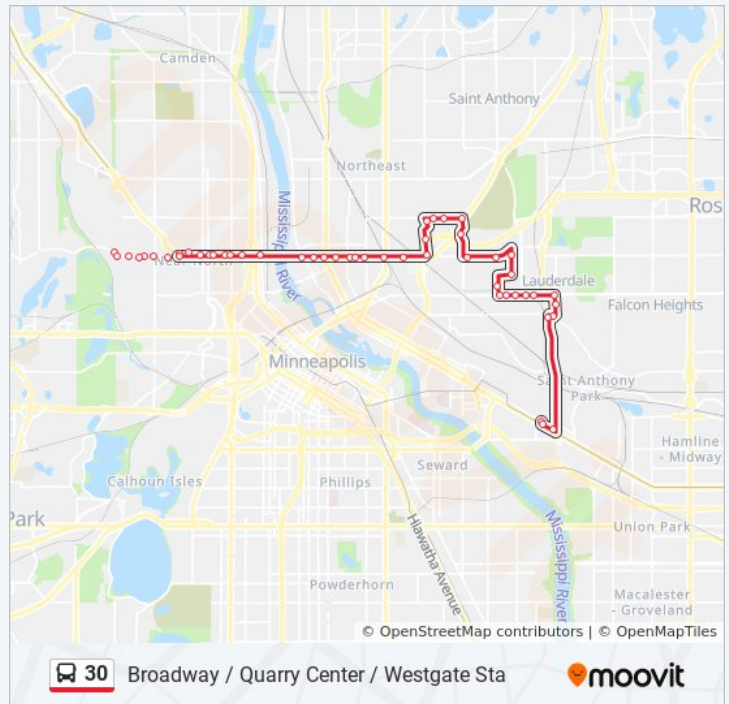 Camden
Saint Anthony
Northeast
Ros
Mississippi River
Near North
Lauderdale
Falcon Heights
Minneapolis
Saint Anthony
Park
Hamline
- Midway
Seward
Calhoun Isles
Phillips
Park
Hiawatha Avenue
Mississippi River
Union Park
Powderhorn
Macalester
- Groveland
© OpenStreetMap contributors | © OpenMapTiles
30 Broadway / Quarry Center / Westgate Sta
moovit